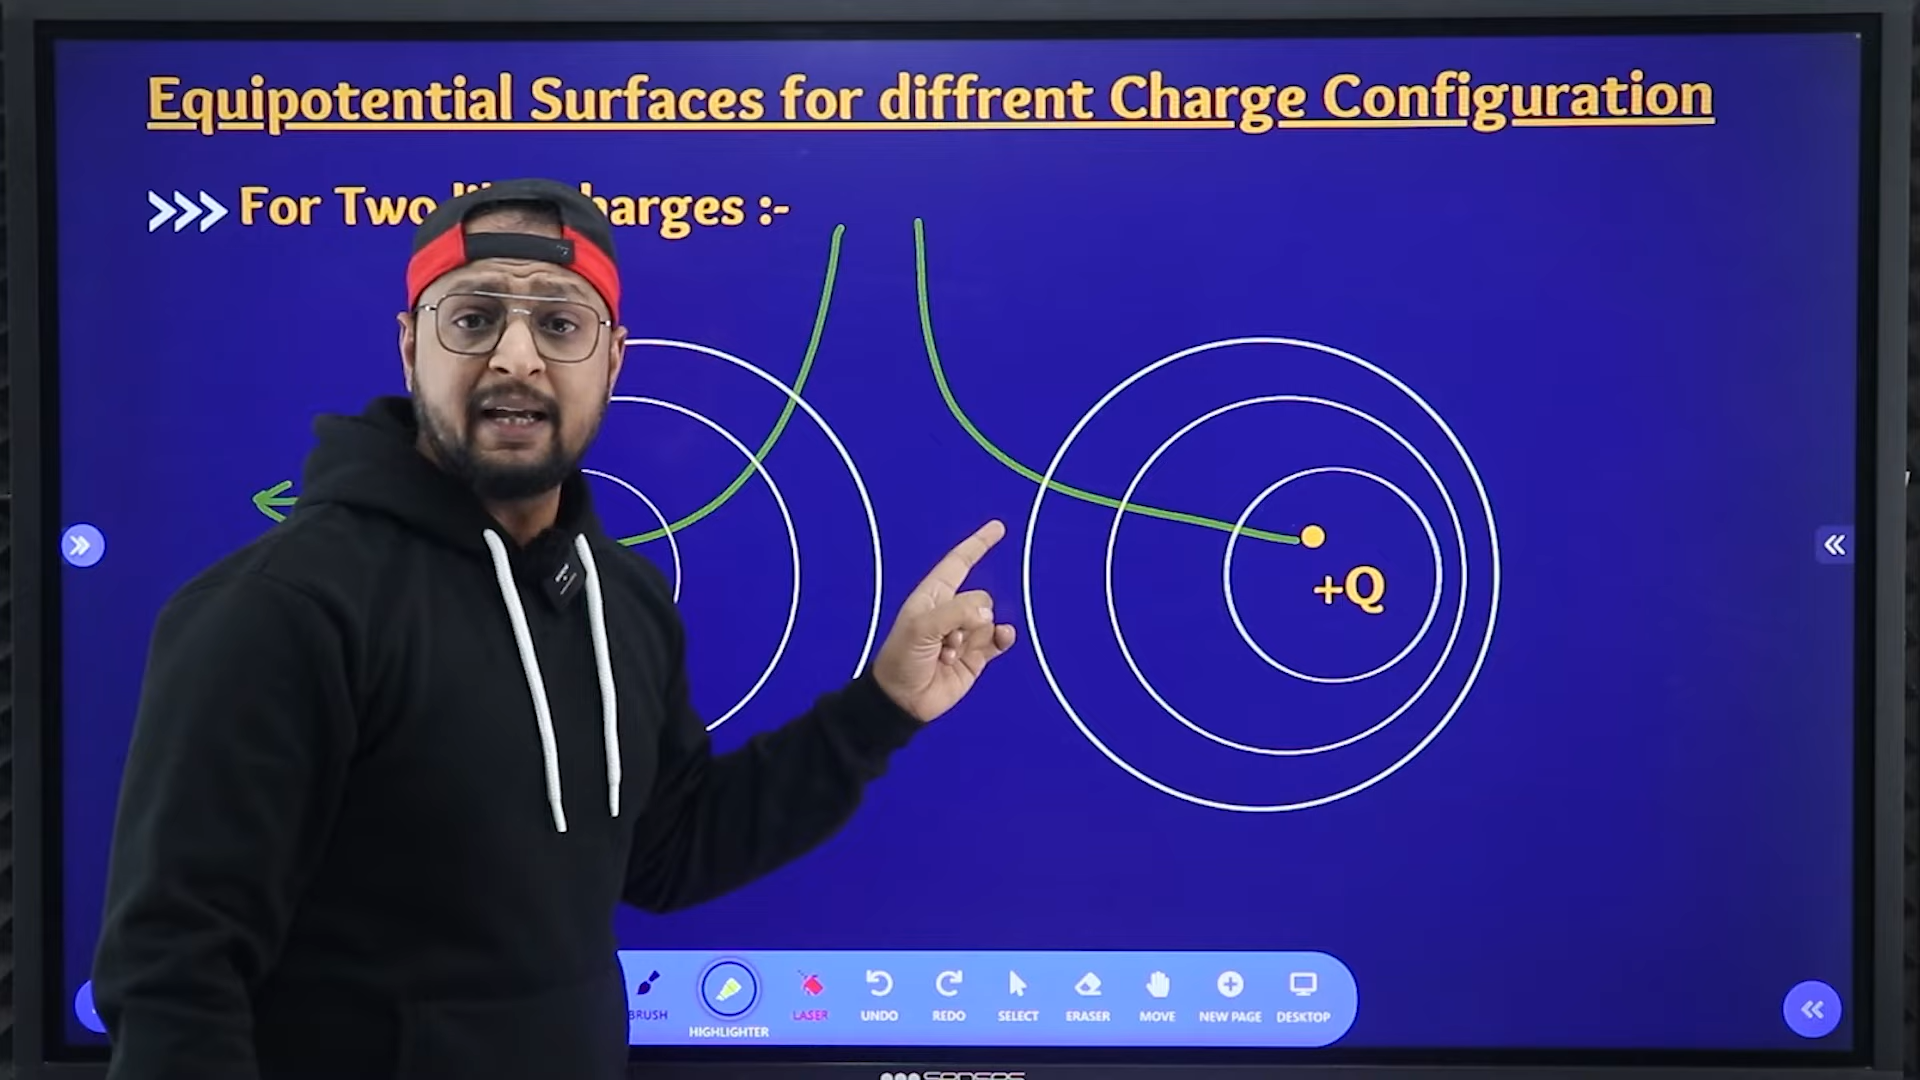 Equipotential Surfaces for diffrent Charge Configuration
>>> For Two charges :-
+Q
BRUSH HIGHLIGHTER LASER UNDO REDO SELECT ERASER MOVE NEW PAGE DESKTOP